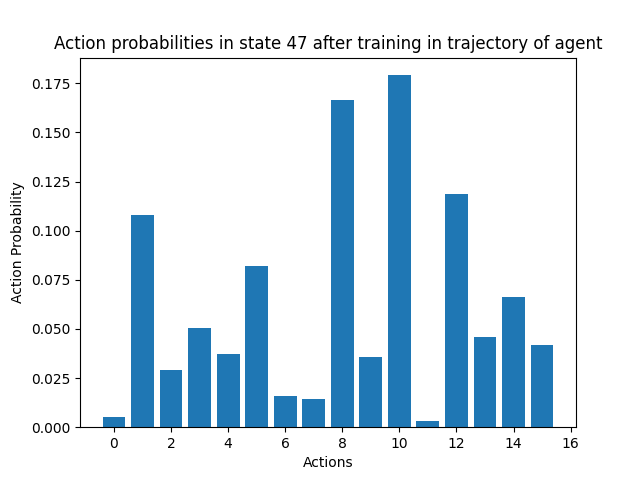 Action probabilities in state 47 after training in trajectory of agent
0.175
0.150
0.125
0.100
0.075
0.050
0.025
0.000
Action Probability
0 2 4 6 8 10 12 14 16
Actions